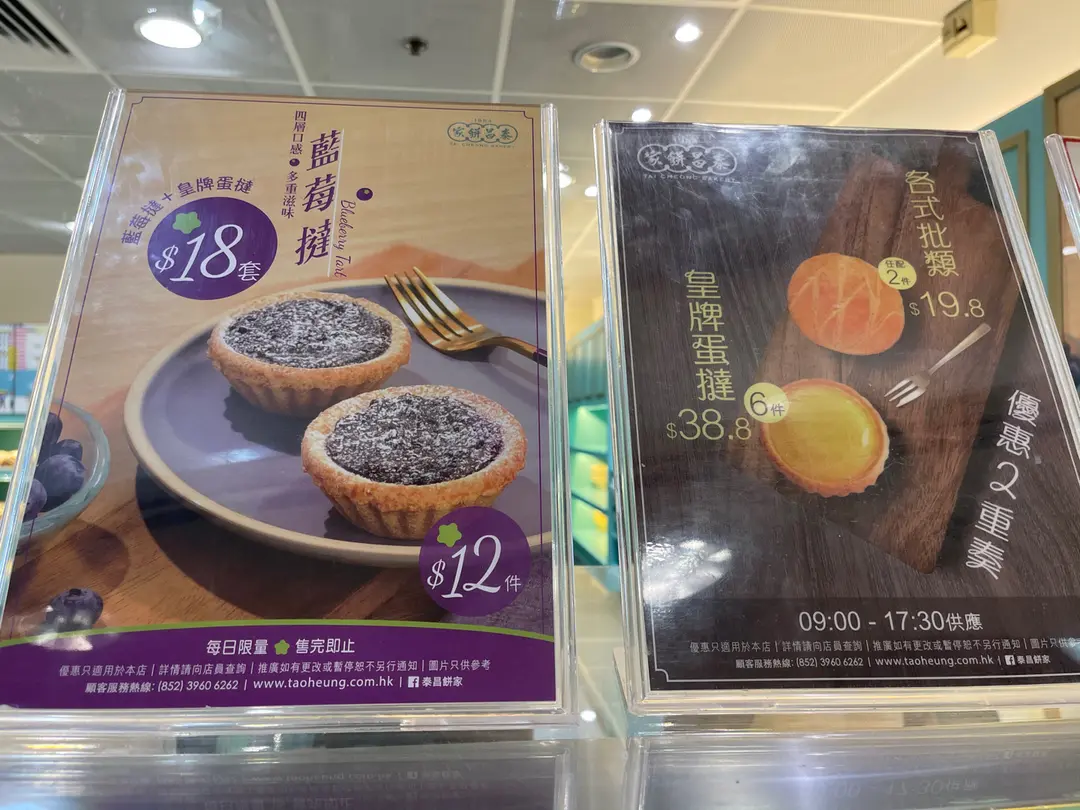 1954
家餅昌泰
TAI CHEUNG BAKERY
四層口感•多重滋味
藍莓撻
Blueberry Tart
藍莓撻+皇牌蛋撻
$18套
$12件
每日限量 售完即止
優惠只適用於本店 | 詳情請向店員查詢 | 推廣如有更改或暫停恕不另行通知 | 圖片只供參考
顧客服務熱線: (852) 3960 6262 | www.taoheung.com.hk | 泰昌餅家
家餅昌泰
TAI CHEUNG BAKERY
各式批類
任配
2件
$19.8
皇牌蛋撻
6件
$38.8
優惠2重奏
09:00 - 17:30供應
優惠只適用於本店 | 詳情請向店員查詢 | 推廣如有更改或暫停恕不另行通知 | 圖片只供參考
顧客服務熱線: (852) 3960 6262 | www.taoheung.com.hk | 泰昌餅家